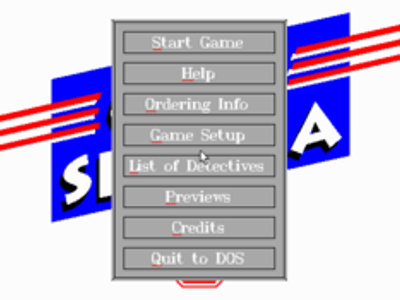 Start Game
Help
Ordering Info
Game Setup
List of Detectives
Previews
Credits
Quit to DOS